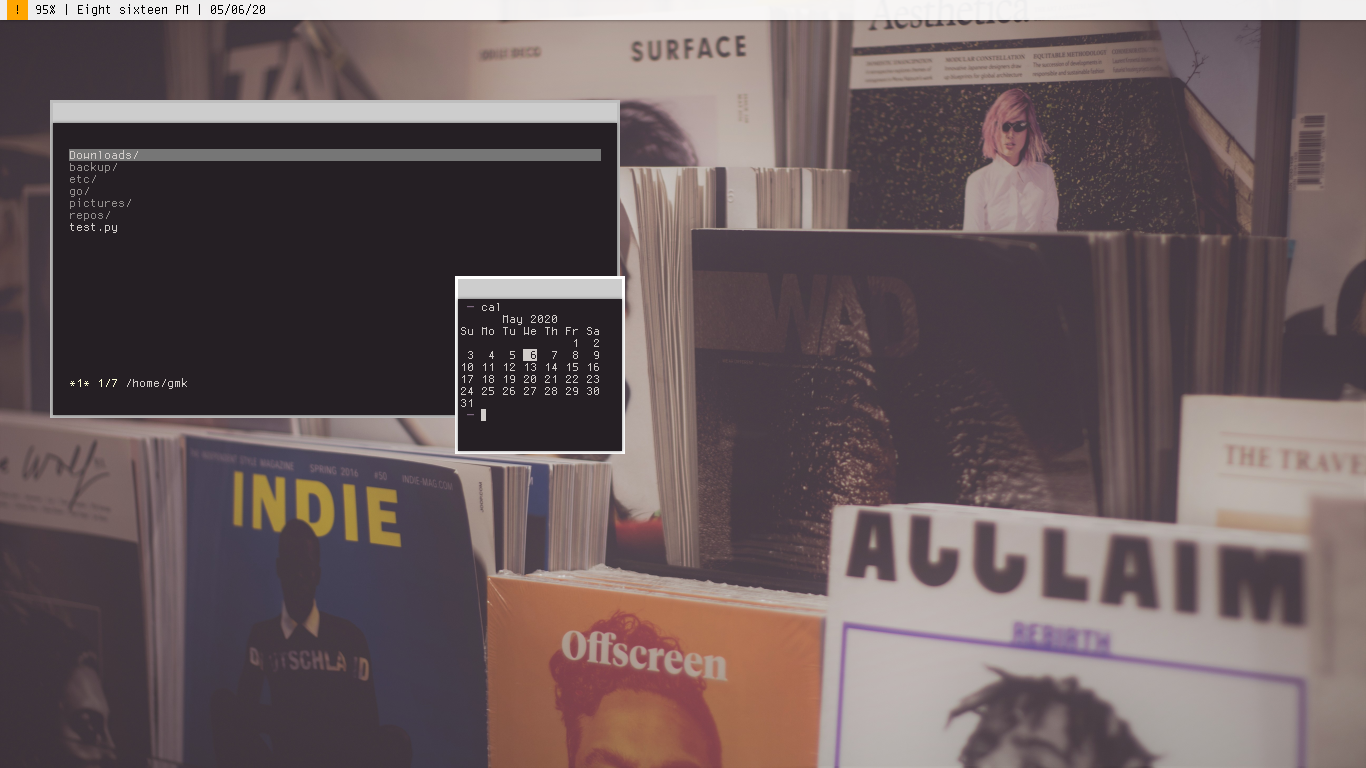 ! 95% | Eight sixteen PM | 05/06/20
Downloads/
backup/
etc/
go/
pictures/
repos/
test.py
*1* 1/7 /home/gmk
— cal
May 2020
Su Mo Tu We Th Fr Sa
1 2
3 4 5 6 7 8 9
10 11 12 13 14 15 16
17 18 19 20 21 22 23
24 25 26 27 28 29 30
31
—
Aesthetica
SURFACE
WAD
Wolf
SPRING 2016 #50 INDIE-MAG.COM
INDIE
THE TRAVE
ACCLAIM
REBIRTH
Offscreen